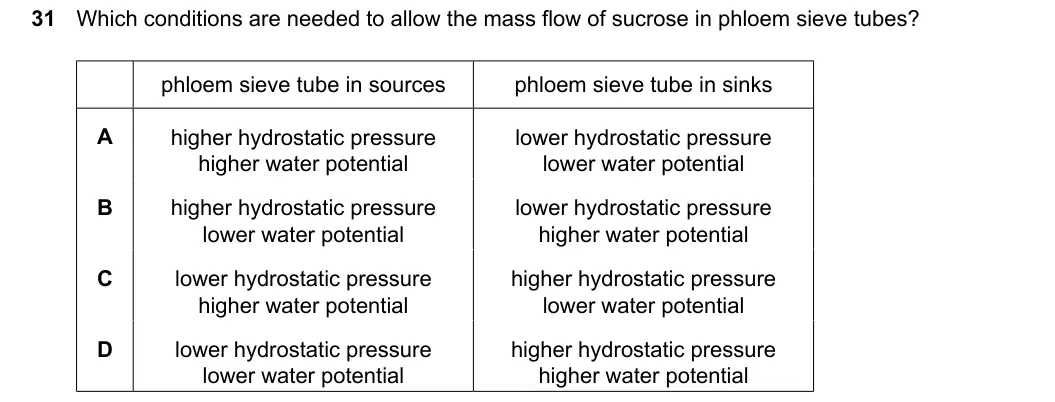 31 Which conditions are needed to allow the mass flow of sucrose in phloem sieve tubes?
phloem sieve tube in sources phloem sieve tube in sinks
A higher hydrostatic pressure lower hydrostatic pressure
higher water potential lower water potential
B higher hydrostatic pressure lower hydrostatic pressure
lower water potential higher water potential
C lower hydrostatic pressure higher hydrostatic pressure
higher water potential lower water potential
D lower hydrostatic pressure higher hydrostatic pressure
lower water potential higher water potential